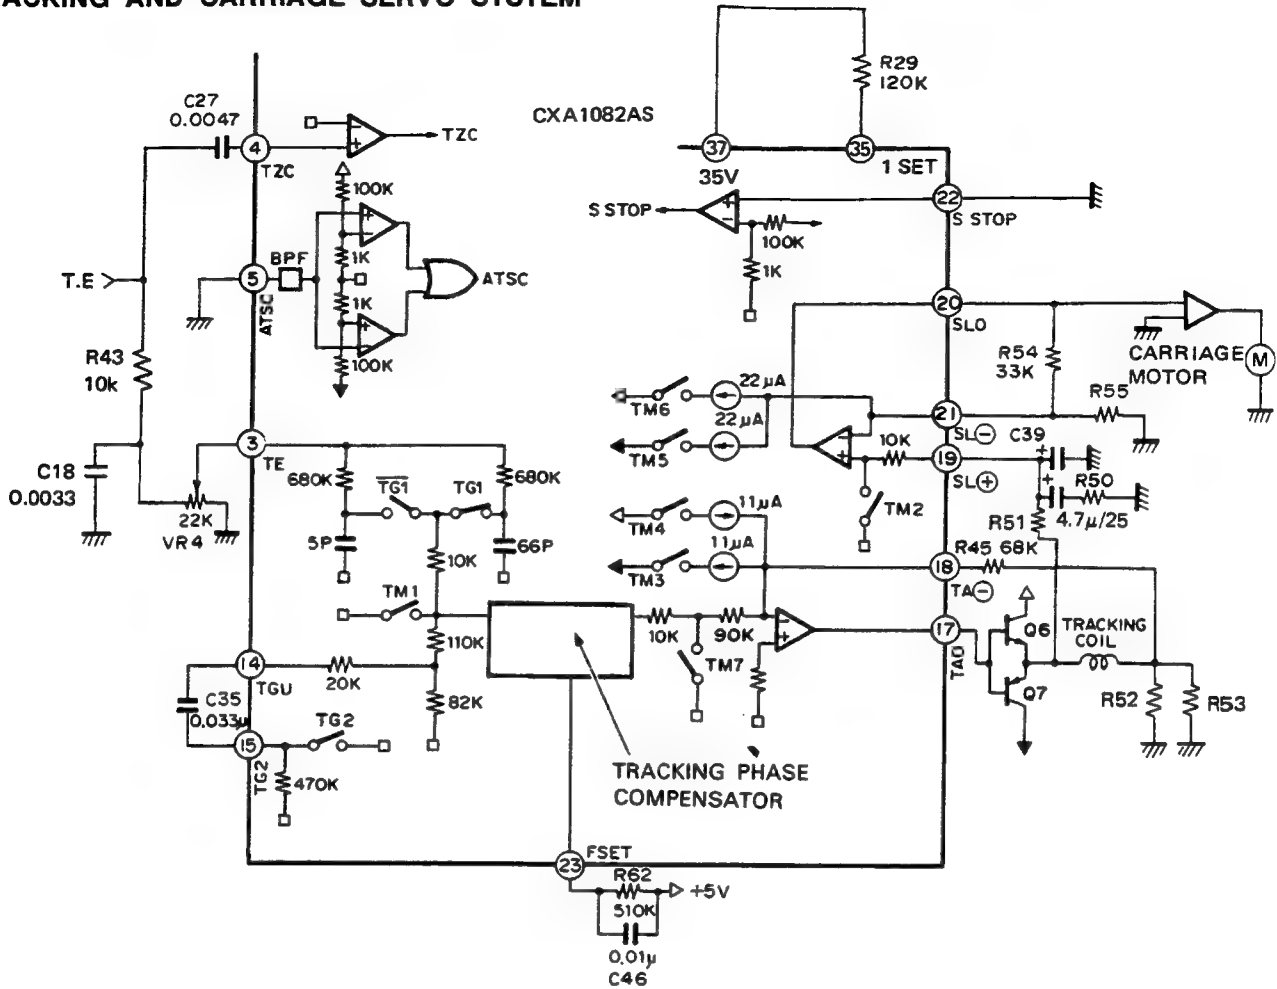 ACKING AND CARRIAGE SERVO SYSTEM
R29
120K
C27
0.0047
CXA1082AS
4
TZC
TZC
37
35
35V
1 SET
100K
22
S STOP
S STOP
100K
1K
BPF
1K
T.E
5
ATSC
ATSC
1K
20
SLO
R43
10k
100K
R54
33K
CARRIAGE
MOTOR
M
22µA
TM6
22µA
R55
21
SL⊖
C39
3
TE
TM5
10K
19
SL⊕
C18
0.0033
680K
TG1
TG1
680K
TM2
R50
4.7µ/25
22K
VR4
11µA
TM4
11µA
R51
5P
66P
10K
TM3
R45 68K
18
TA⊖
TM1
10K
90K
17
TAO
Q6
TRACKING
COIL
110K
TM7
14
TGU
20K
C35
0.033µ
82K
Q7
R52
R53
TG2
15
TG2
470K
TRACKING PHASE
COMPENSATOR
FSET
23
R62
+5V
510K
0.01µ
C46